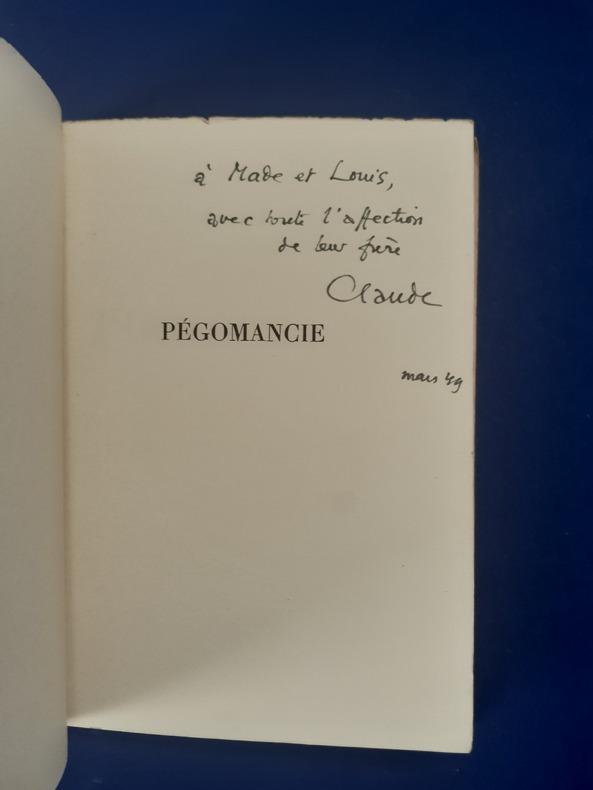 à Made et Louis,
avec toute l'affection
de leur frère
Claude
PÉGOMANCIE
mars 49